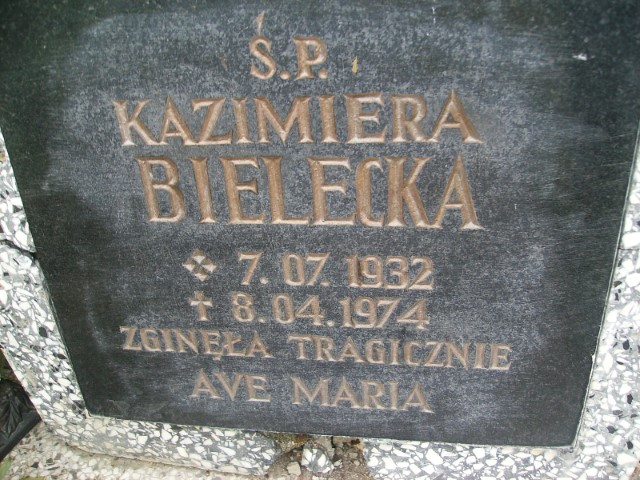 Ś.P.
KAZIMIERA
BIELECKA
7.07.1932
✝ 8.04.1974
ZGINĘŁA TRAGICZNIE
AVE MARIA